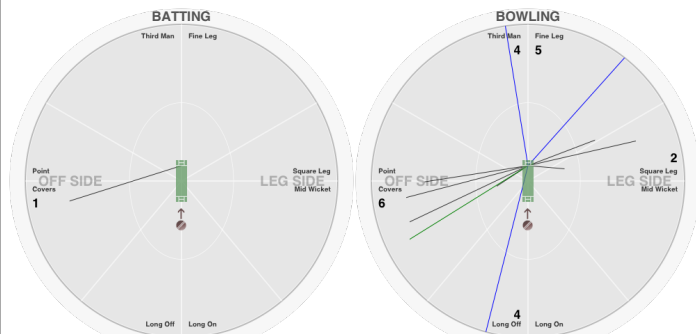 BATTING
Third Man Fine Leg
Point
OFF SIDE
Covers
1
Square Leg
LEG SIDE
Mid Wicket
Long Off Long On
BOWLING
Third Man Fine Leg
4 5
2
Point
OFF SIDE
Covers
6
Square Leg
LEG SIDE
Mid Wicket
4
Long Off Long On